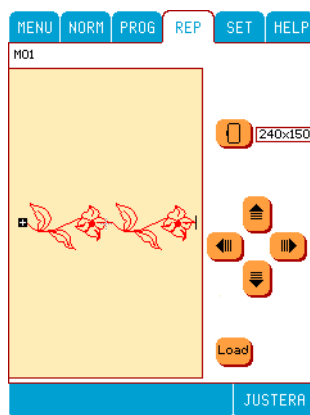 MENU NORM PROG REP SET HELP
M01
240x150
Load
JUSTERA